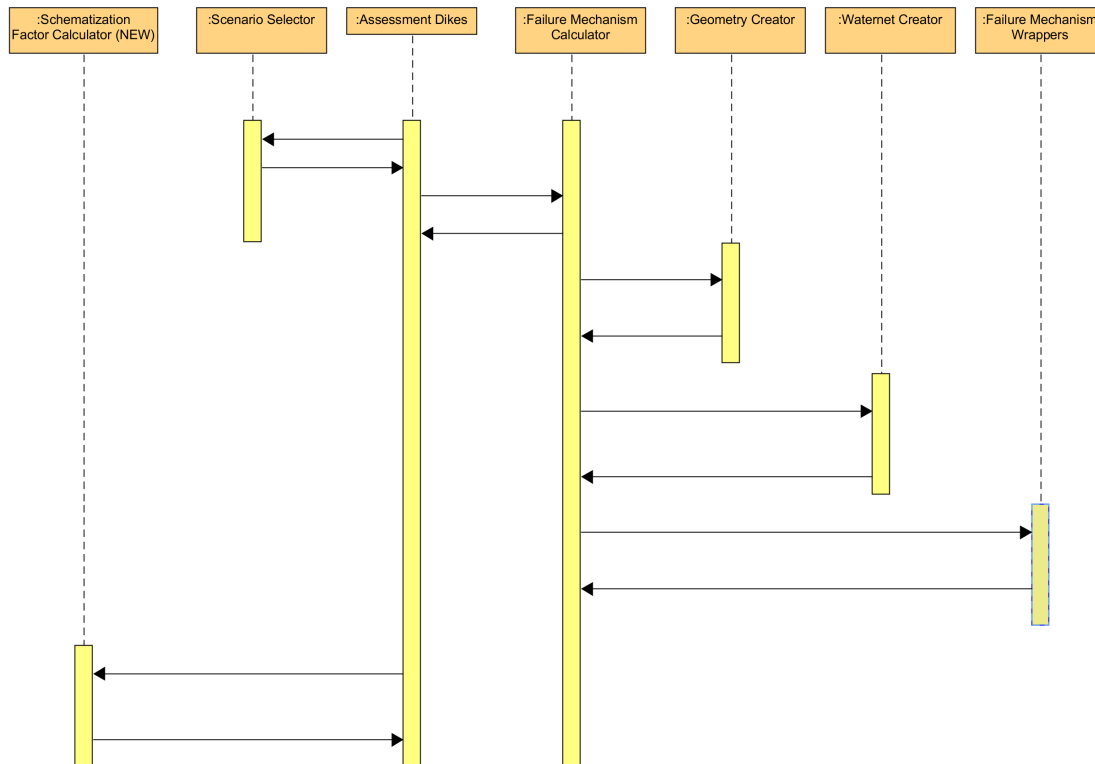 :Schematization
Factor Calculator (NEW)
:Scenario Selector
:Assessment Dikes
:Failure Mechanism
Calculator
:Geometry Creator
:Waternet Creator
:Failure Mechanism
Wrappers